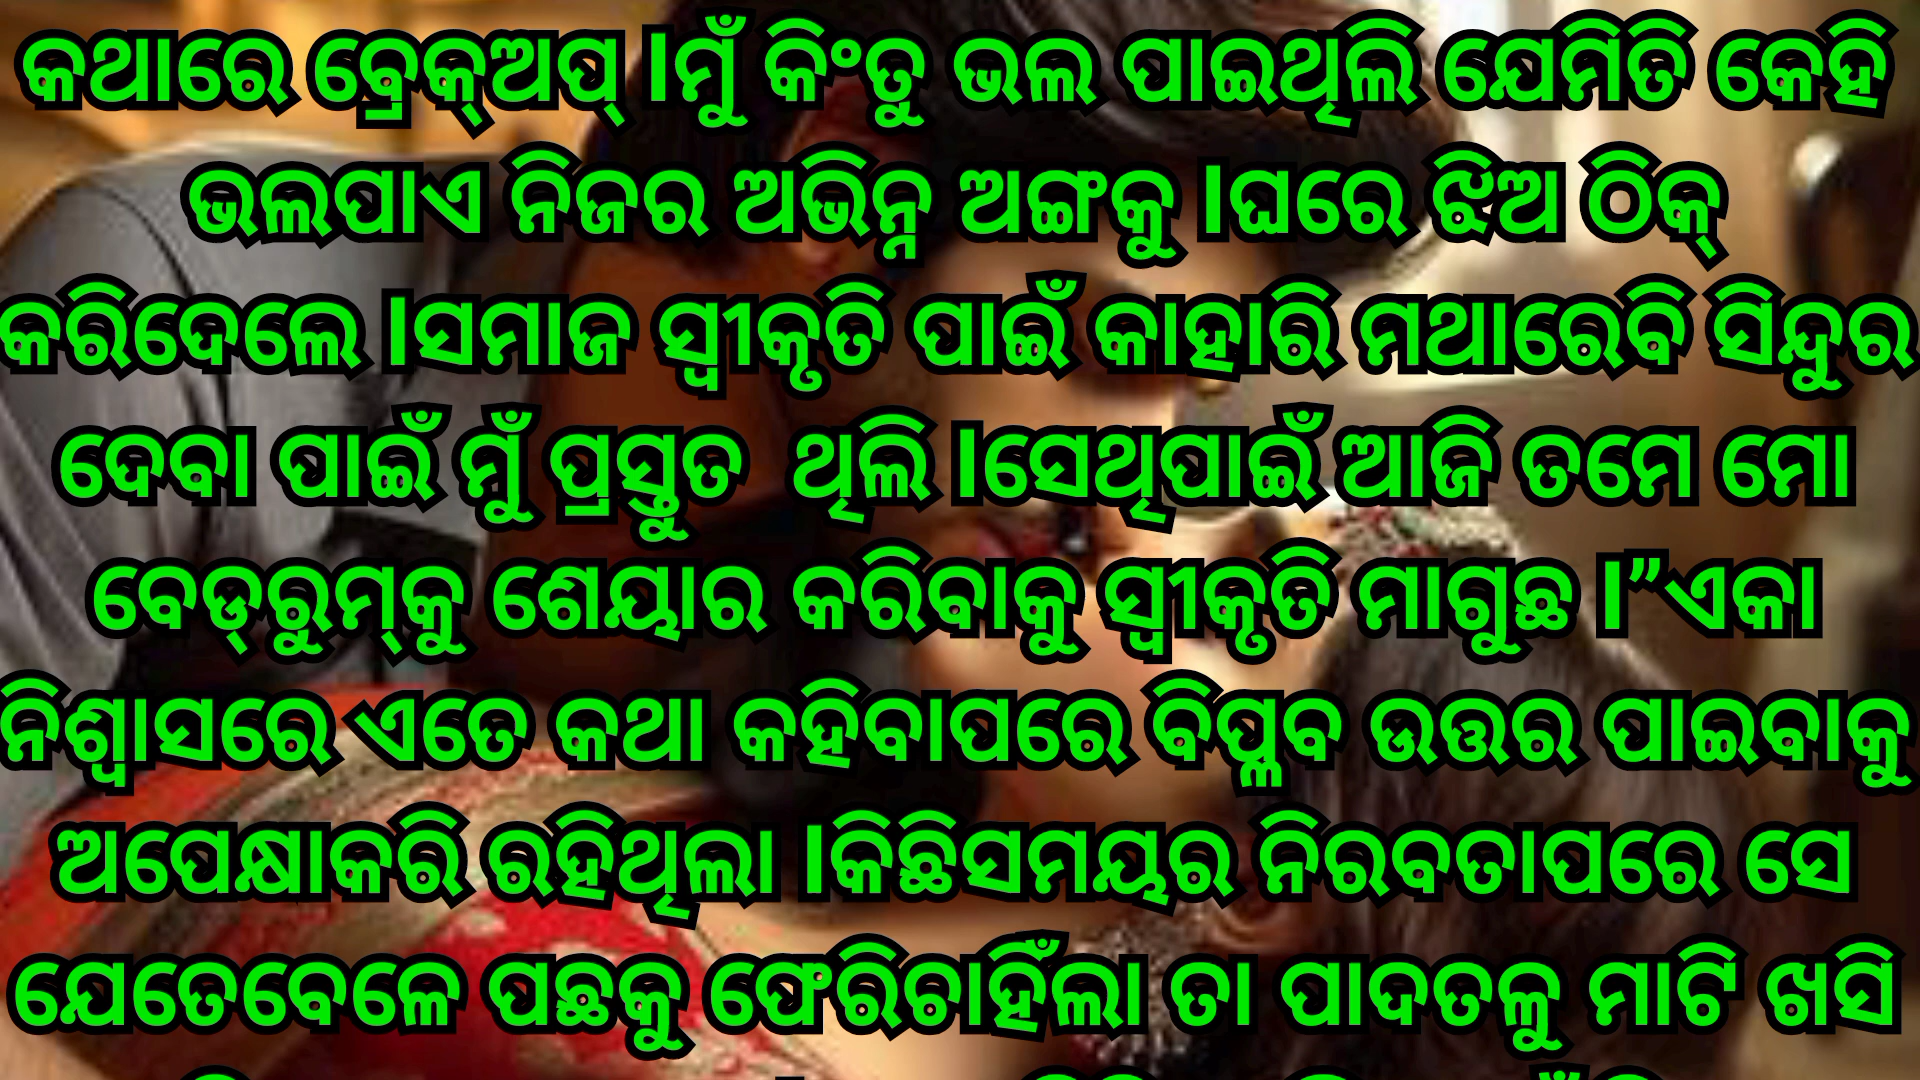 କଥାରେ ବ୍ରେକ୍‌ଅପ୍ ।ମୁଁ କିଂତୁ ଭଲ ପାଇଥିଲି ଯେମିତି କେହି
ଭଲପାଏ ନିଜର ଅଭିନ୍ନ ଅଙ୍ଗକୁ ।ଘରେ ଝିଅ ଠିକ୍
କରିଦେଲେ ।ସମାଜ ସ୍ୱୀକୃତି ପାଇଁ କାହାରି ମଥାରେବି ସିନ୍ଦୁର
ଦେବା ପାଇଁ ମୁଁ ପ୍ରସ୍ତୁତ  ଥିଲି ।ସେଥିପାଇଁ ଆଜି ତମେ ମୋ
ବେଡ୍‌ରୁମ୍‌କୁ ଶେୟାର କରିବାକୁ ସ୍ୱୀକୃତି ମାଗୁଛ ।”ଏକା
ନିଶ୍ୱାସରେ ଏତେ କଥା କହିବାପରେ ବିପ୍ଳବ ଉତ୍ତର ପାଇବାକୁ
ଅପେକ୍ଷାକରି ରହିଥିଲା ।କିଛିସମୟର ନିରବତାପରେ ସେ
ଯେତେବେଳେ ପଛକୁ ଫେରିଚାହିଁଲା ତା ପାଦତଳୁ ମାଟି ଖସି